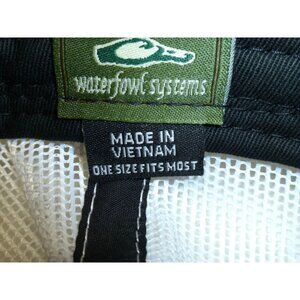 waterfowl systems
MADE IN
VIETNAM
ONE SIZE FITS MOST